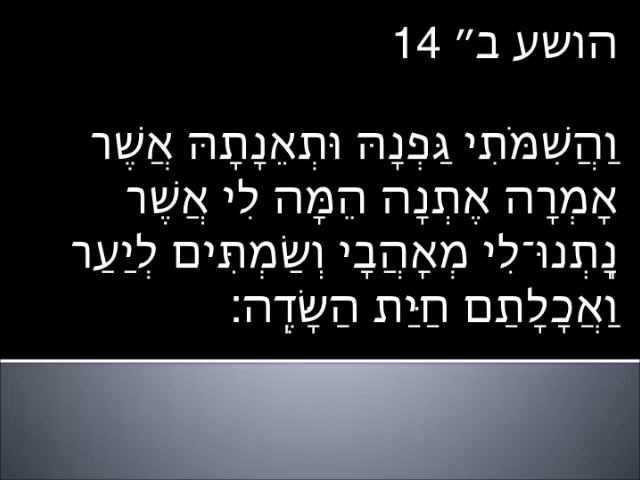 הושע ב״ 14
וַהֲשִׁמֹּתִי גַּפְנָהּ וּתְאֵנָתָהּ אֲשֶׁר
אָמְרָה אֶתְנָה הֵמָּה לִי אֲשֶׁר
נָתְנוּ־לִי מְאָהֲבָי וְשַׂמְתִּים לְיַעַר
וַאֲכָלָתַם חַיַּת הַשָּׂדֶה׃